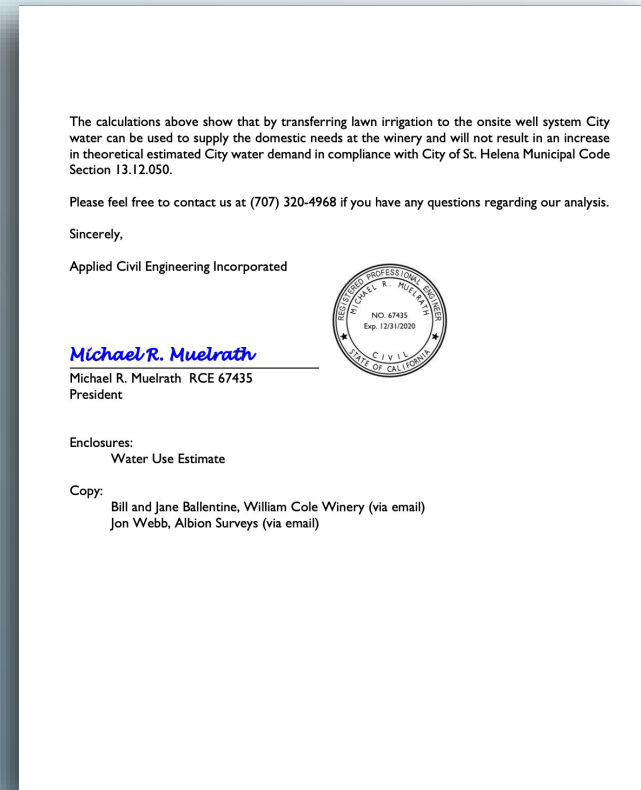 The calculations above show that by transferring lawn irrigation to the onsite well system City
water can be used to supply the domestic needs at the winery and will not result in an increase
in theoretical estimated City water demand in compliance with City of St. Helena Municipal Code
Section 13.12.050.
Please feel free to contact us at (707) 320-4968 if you have any questions regarding our analysis.
Sincerely,
Applied Civil Engineering Incorporated
REGISTERED PROFESSIONAL ENGINEER
MICHAEL R. MUELRATH
NO. 67435
Exp. 12/31/2020
CIVIL
STATE OF CALIFORNIA
Michael R. Muelrath
Michael R. Muelrath RCE 67435
President
Enclosures:
Water Use Estimate
Copy:
Bill and Jane Ballentine, William Cole Winery (via email)
Jon Webb, Albion Surveys (via email)